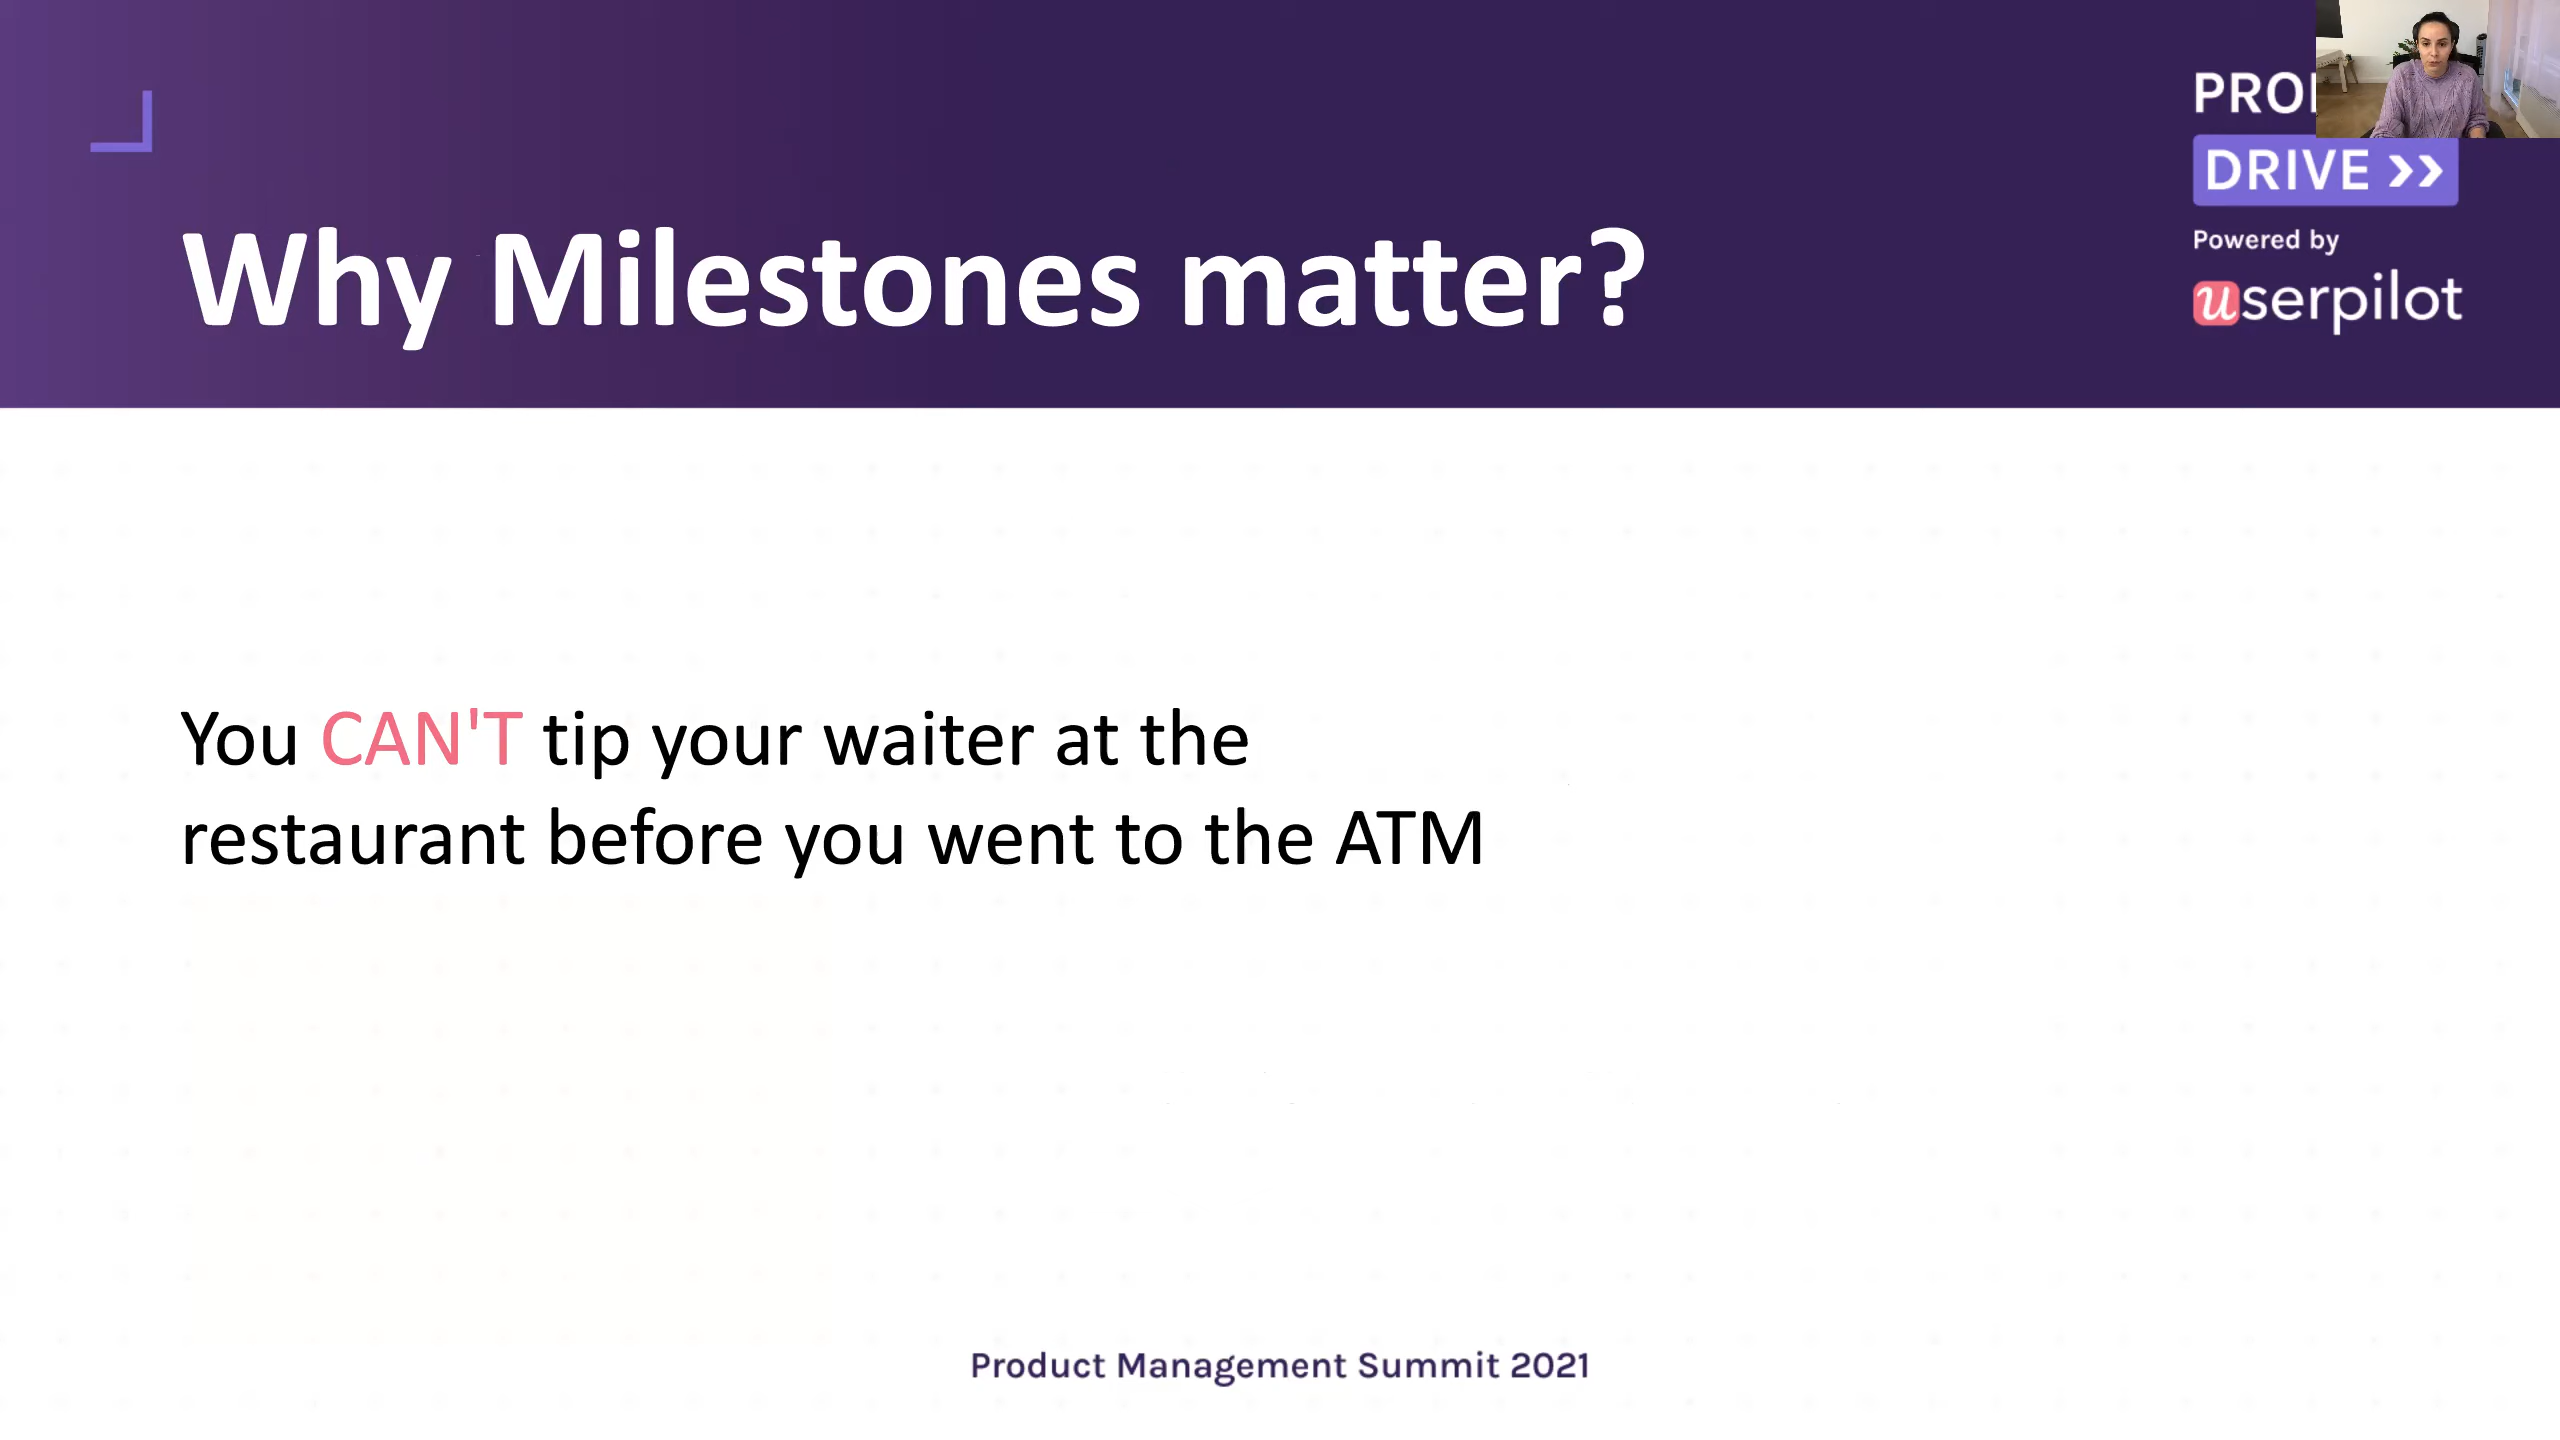 Why Milestones matter?
DRIVE >>
Powered by
userpilot
You CAN'T tip your waiter at the
restaurant before you went to the ATM
Product Management Summit 2021